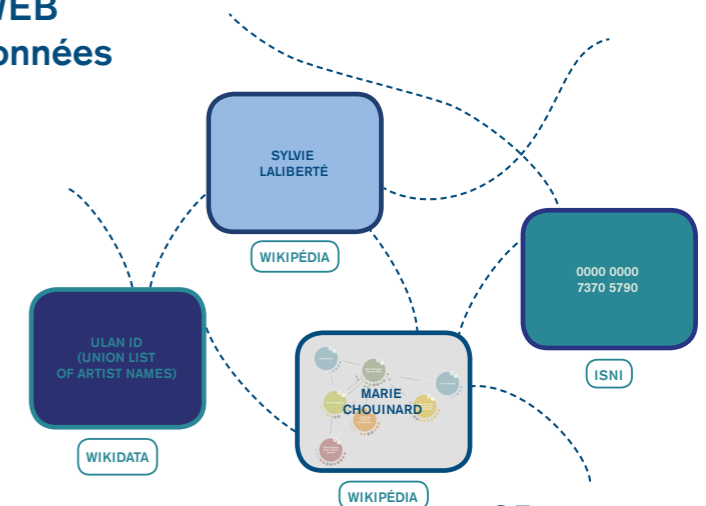 WEB
onnées
SYLVIE
LALIBERTÉ
WIKIPÉDIA
0000 0000
7370 5790
ISNI
ULAN ID
(UNION LIST
OF ARTIST NAMES)
WIKIDATA
MARIE
CHOUINARD
WIKIPÉDIA